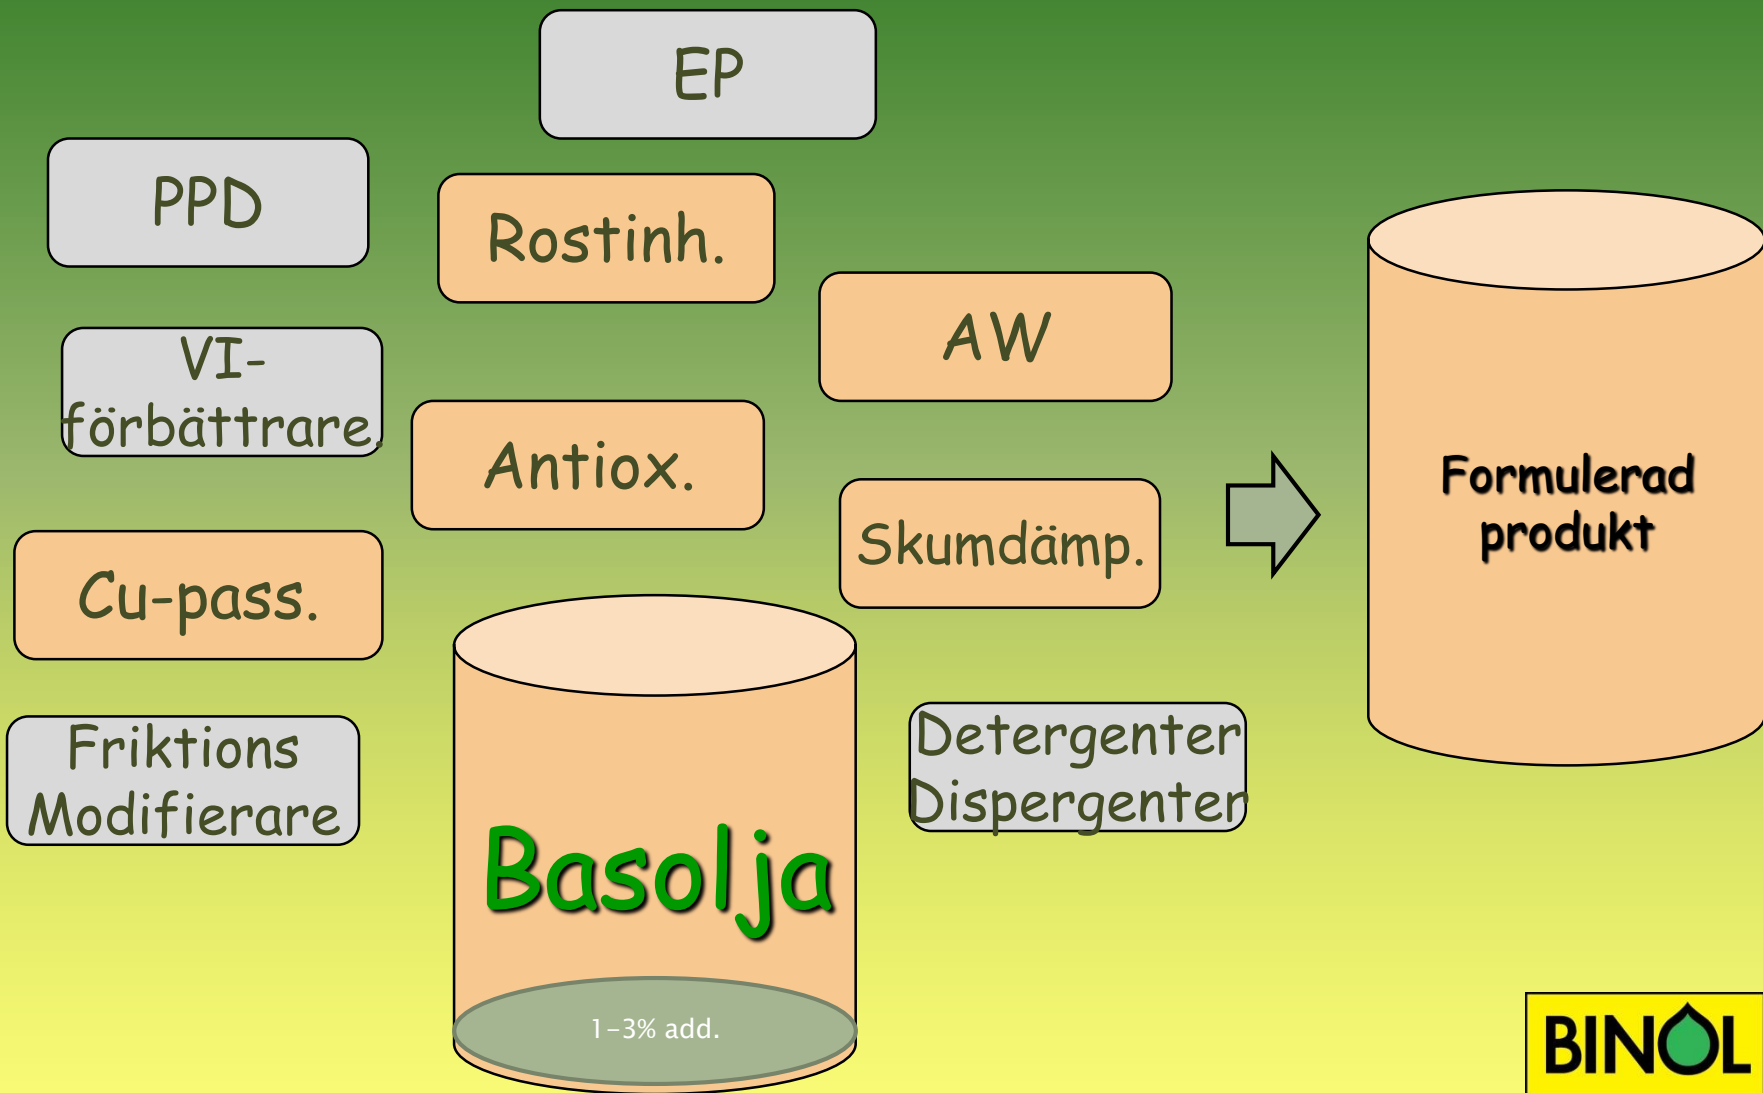 EP
PPD
Rostinh.
AW
VI-
förbättrare.
Antiox.
Skumdämp.
Formulerad
produkt
Cu-pass.
Friktions
Modifierare
Detergenter
Dispergenter
Basolja
1-3% add.
BINOL